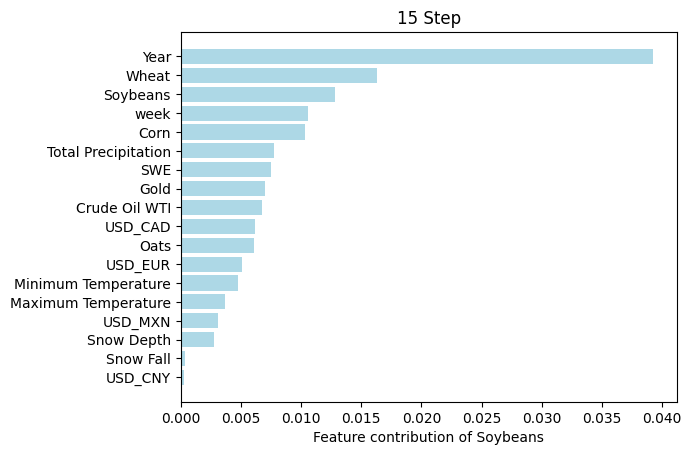 15 Step
Year
Wheat
Soybeans
week
Corn
Total Precipitation
SWE
Gold
Crude Oil WTI
USD_CAD
Oats
USD_EUR
Minimum Temperature
Maximum Temperature
USD_MXN
Snow Depth
Snow Fall
USD_CNY
0.000 0.005 0.010 0.015 0.020 0.025 0.030 0.035 0.040
Feature contribution of Soybeans